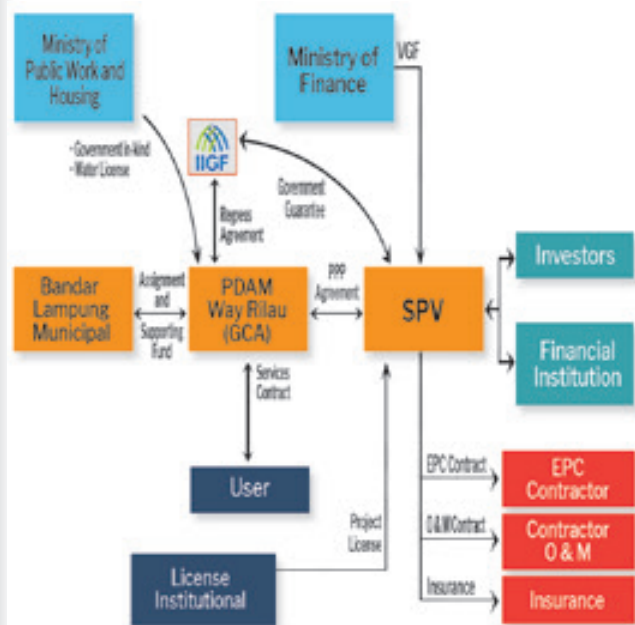 Ministry of
Public Work and
Housing
Ministry of
Finance
VGF
IIGF
- Government in-kind
- Water License
Goverment
Guarantee
Regress
Agreement
Bandar
Lampung
Municipal
Assignment
and
Supporting
Fund
PDAM
Way Rilau
(GCA)
PPP
Agreement
SPV
Investors
Financial
Institution
Services
Contract
User
Project
License
License
Institutional
EPC Contract
EPC
Contractor
O & M Contract
Contractor
O & M
Insurance
Insurance